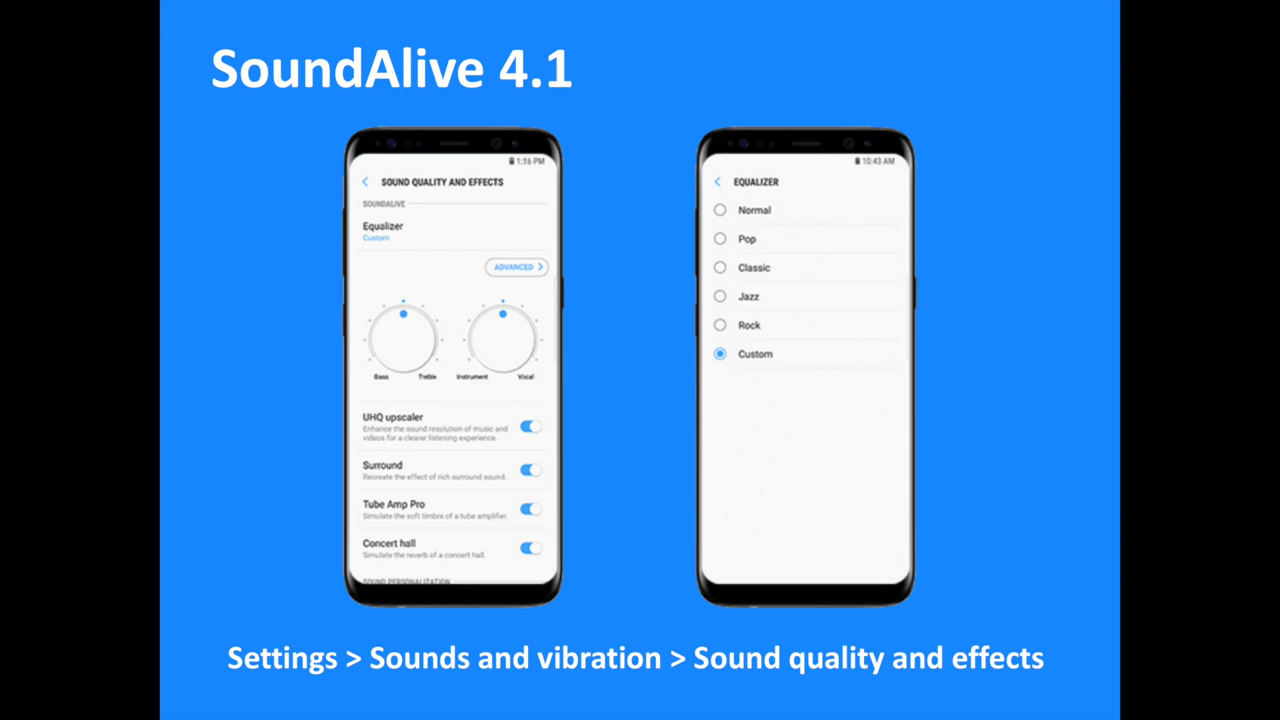 SoundAlive 4.1
1:16 PM
SOUND QUALITY AND EFFECTS
SOUNDALIVE
Equalizer
Custom
ADVANCED
Bass Treble Instrument Vocal
UHQ upscaler
Enhance the sound resolution of music and
videos for a clearer listening experience.
Surround
Recreate the effect of rich surround sound.
Tube Amp Pro
Simulate the soft timbre of a tube amplifier.
Concert hall
Simulate the reverb of a concert hall.
SOUND PERSONALIZATION
10:43 AM
EQUALIZER
Normal
Pop
Classic
Jazz
Rock
Custom
Settings > Sounds and vibration > Sound quality and effects